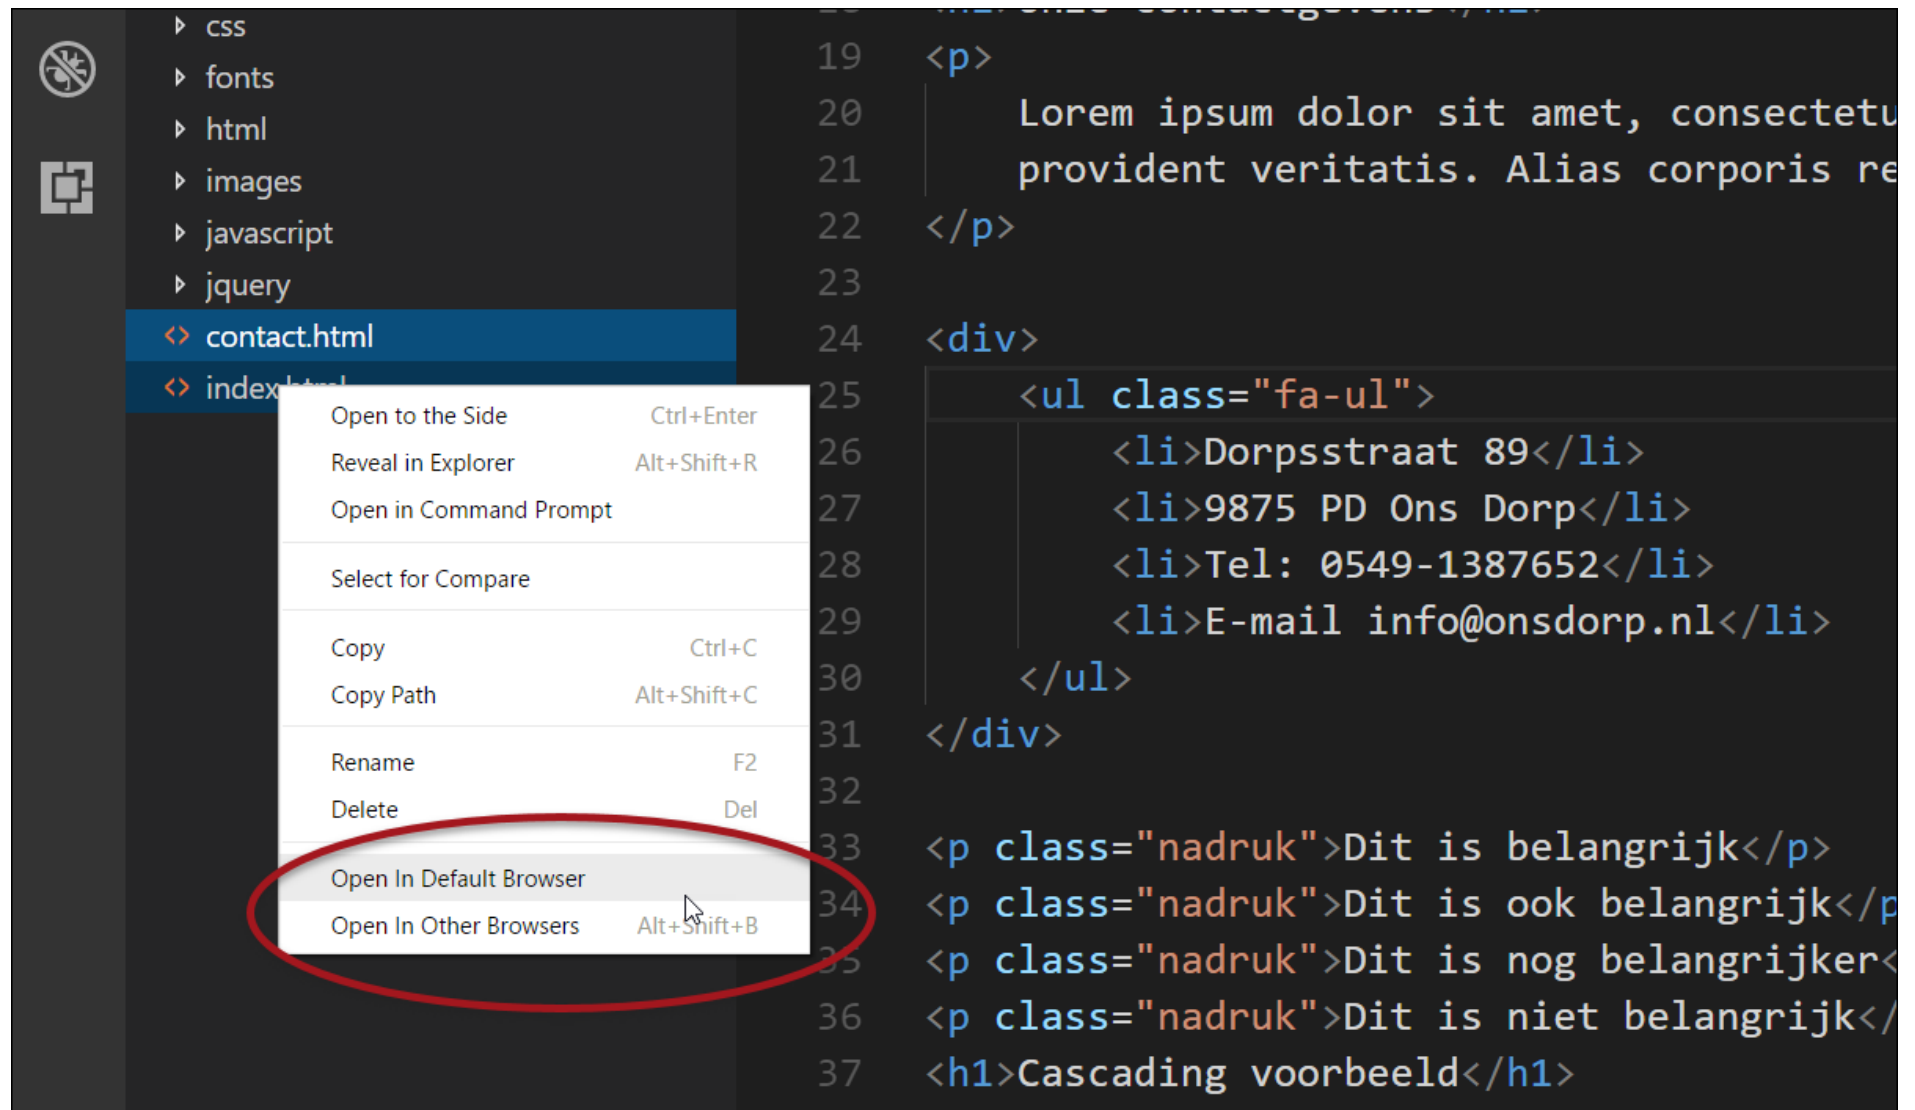 css
fonts
html
images
javascript
jquery
contact.html
index.html
Open to the Side Ctrl+Enter
Reveal in Explorer Alt+Shift+R
Open in Command Prompt
Select for Compare
Copy Ctrl+C
Copy Path Alt+Shift+C
Rename F2
Delete Del
Open In Default Browser
Open In Other Browsers Alt+Shift+B
19 <p>
20 Lorem ipsum dolor sit amet, consectetu
21 provident veritatis. Alias corporis re
22 </p>
23
24 <div>
25 <ul class="fa-ul">
26 <li>Dorpsstraat 89</li>
27 <li>9875 PD Ons Dorp</li>
28 <li>Tel: 0549-1387652</li>
29 <li>E-mail info@onsdorp.nl</li>
30 </ul>
31 </div>
32
33 <p class="nadruk">Dit is belangrijk</p>
34 <p class="nadruk">Dit is ook belangrijk</p
35 <p class="nadruk">Dit is nog belangrijker<
36 <p class="nadruk">Dit is niet belangrijk</
37 <h1>Cascading voorbeeld</h1>